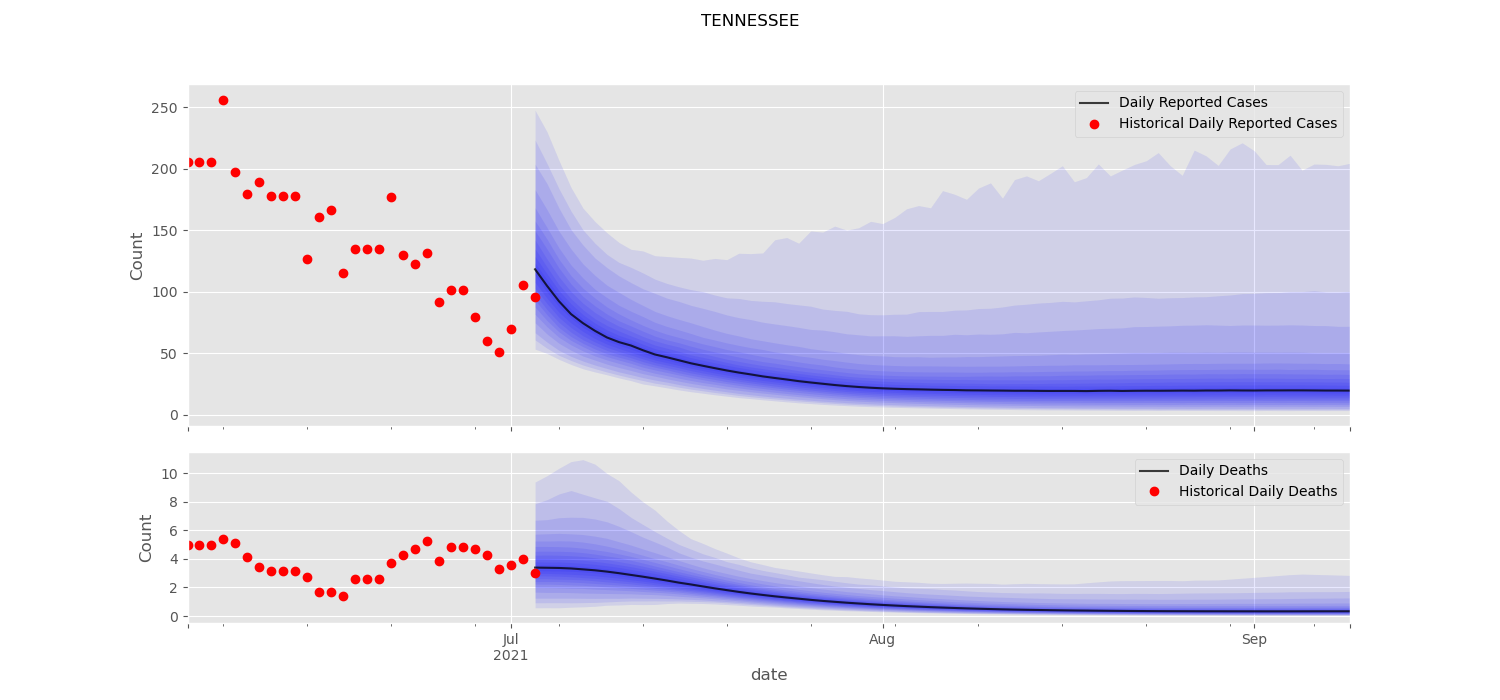 TENNESSEE
250
200
150
100
50
0
Count
Daily Reported Cases
Historical Daily Reported Cases
10
8
6
4
2
0
Count
Daily Deaths
Historical Daily Deaths
Jul
2021
Aug
Sep
date